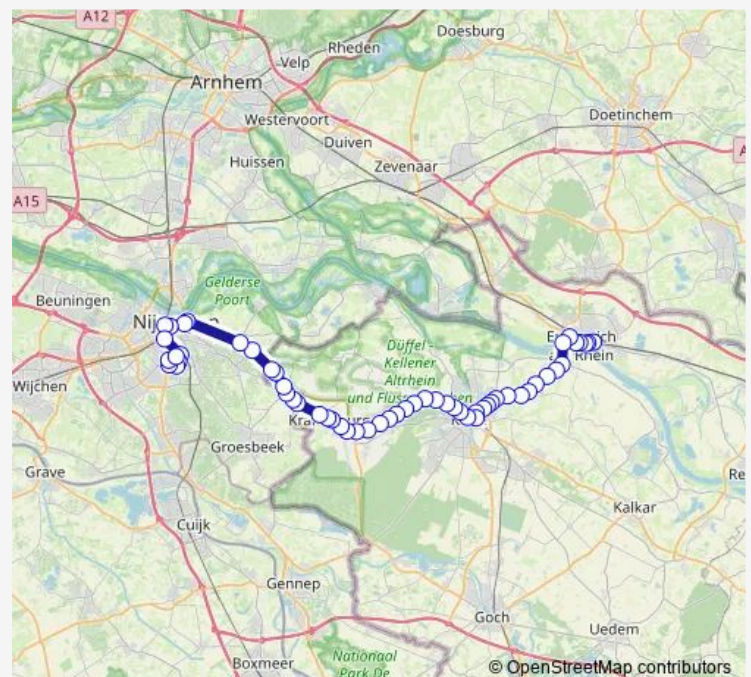 A12
Rheden
Doesburg
Velp
Arnhem
Westervoort
Doetinchem
Duiven
Huissen
Zevenaar
A15
Gelderse
Poort
Beuningen
Düffel -
Kellener
Altrhein
und
Wijchen
Groesbeek
Grave
Kalkar
Cuijk
Gennep
Goch
Uedem
Boxmeer
Nationaal
Park De
© OpenStreetMap contributors